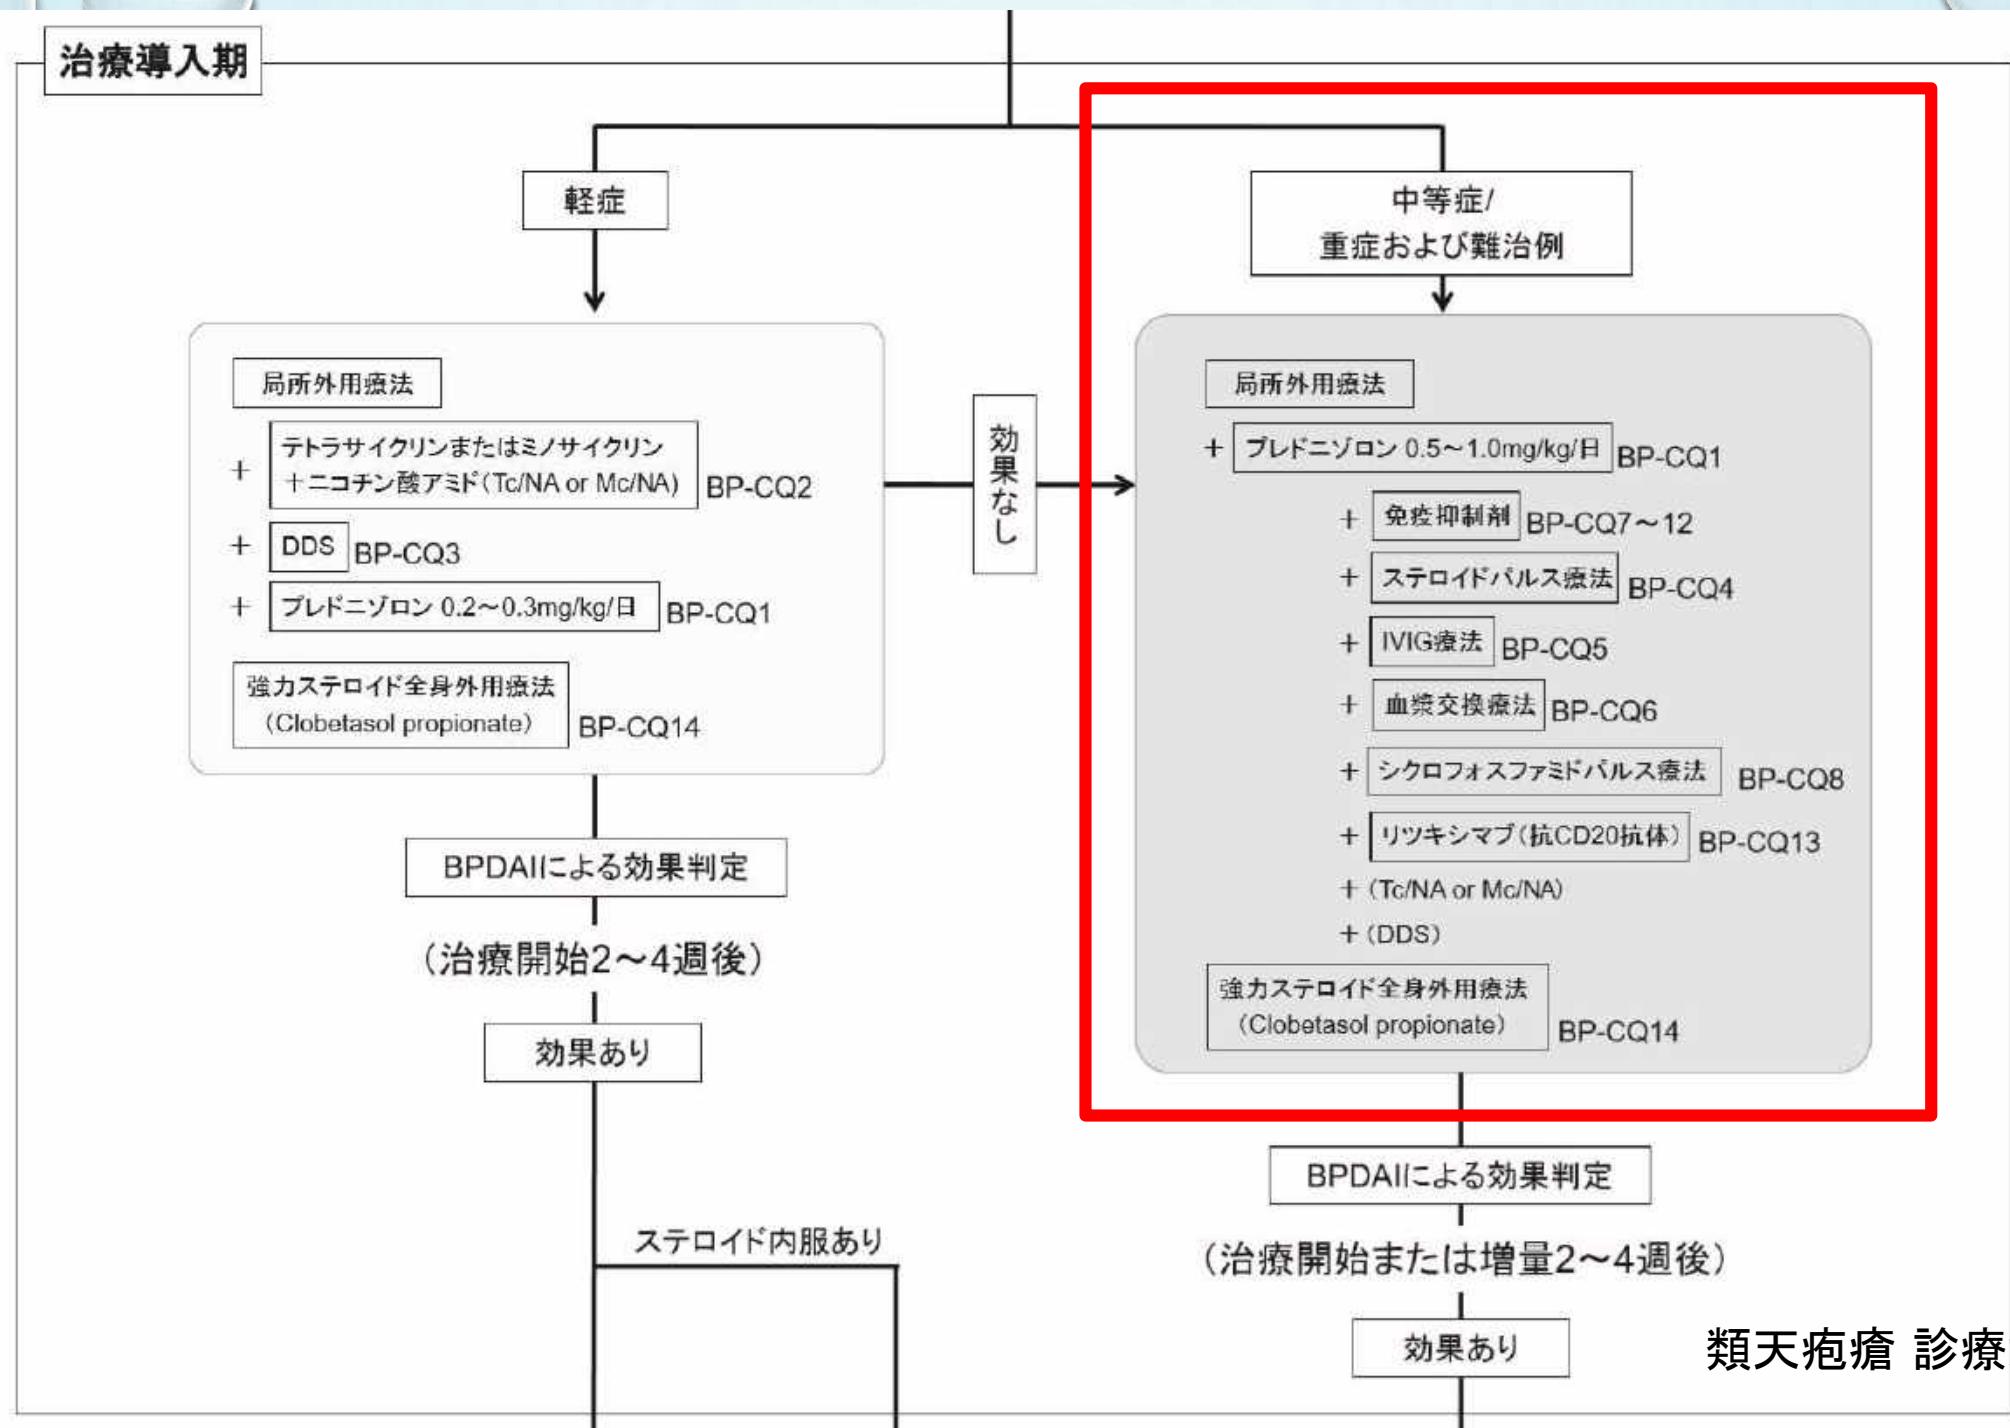 治療導入期
軽症
局所外用療法
+ テトラサイクリンまたはミノサイクリン
+ニコチン酸アミド(Tc/NA or Mc/NA) BP-CQ2
+ DDS BP-CQ3
+ プレドニゾロン 0.2～0.3mg/kg/日 BP-CQ1
強力ステロイド全身外用療法
(Clobetasol propionate) BP-CQ14
効果なし
BPDAIによる効果判定
(治療開始2～4週後)
効果あり
ステロイド内服あり
中等症/
重症および難治例
局所外用療法
+ プレドニゾロン 0.5～1.0mg/kg/日 BP-CQ1
+ 免疫抑制剤 BP-CQ7～12
+ ステロイドパルス療法 BP-CQ4
+ IVIG療法 BP-CQ5
+ 血漿交換療法 BP-CQ6
+ シクロフォスファミドパルス療法 BP-CQ8
+ リツキシマブ(抗CD20抗体) BP-CQ13
+ (Tc/NA or Mc/NA)
+ (DDS)
強力ステロイド全身外用療法
(Clobetasol propionate) BP-CQ14
BPDAIによる効果判定
(治療開始または増量2～4週後)
効果あり
類天疱瘡 診療